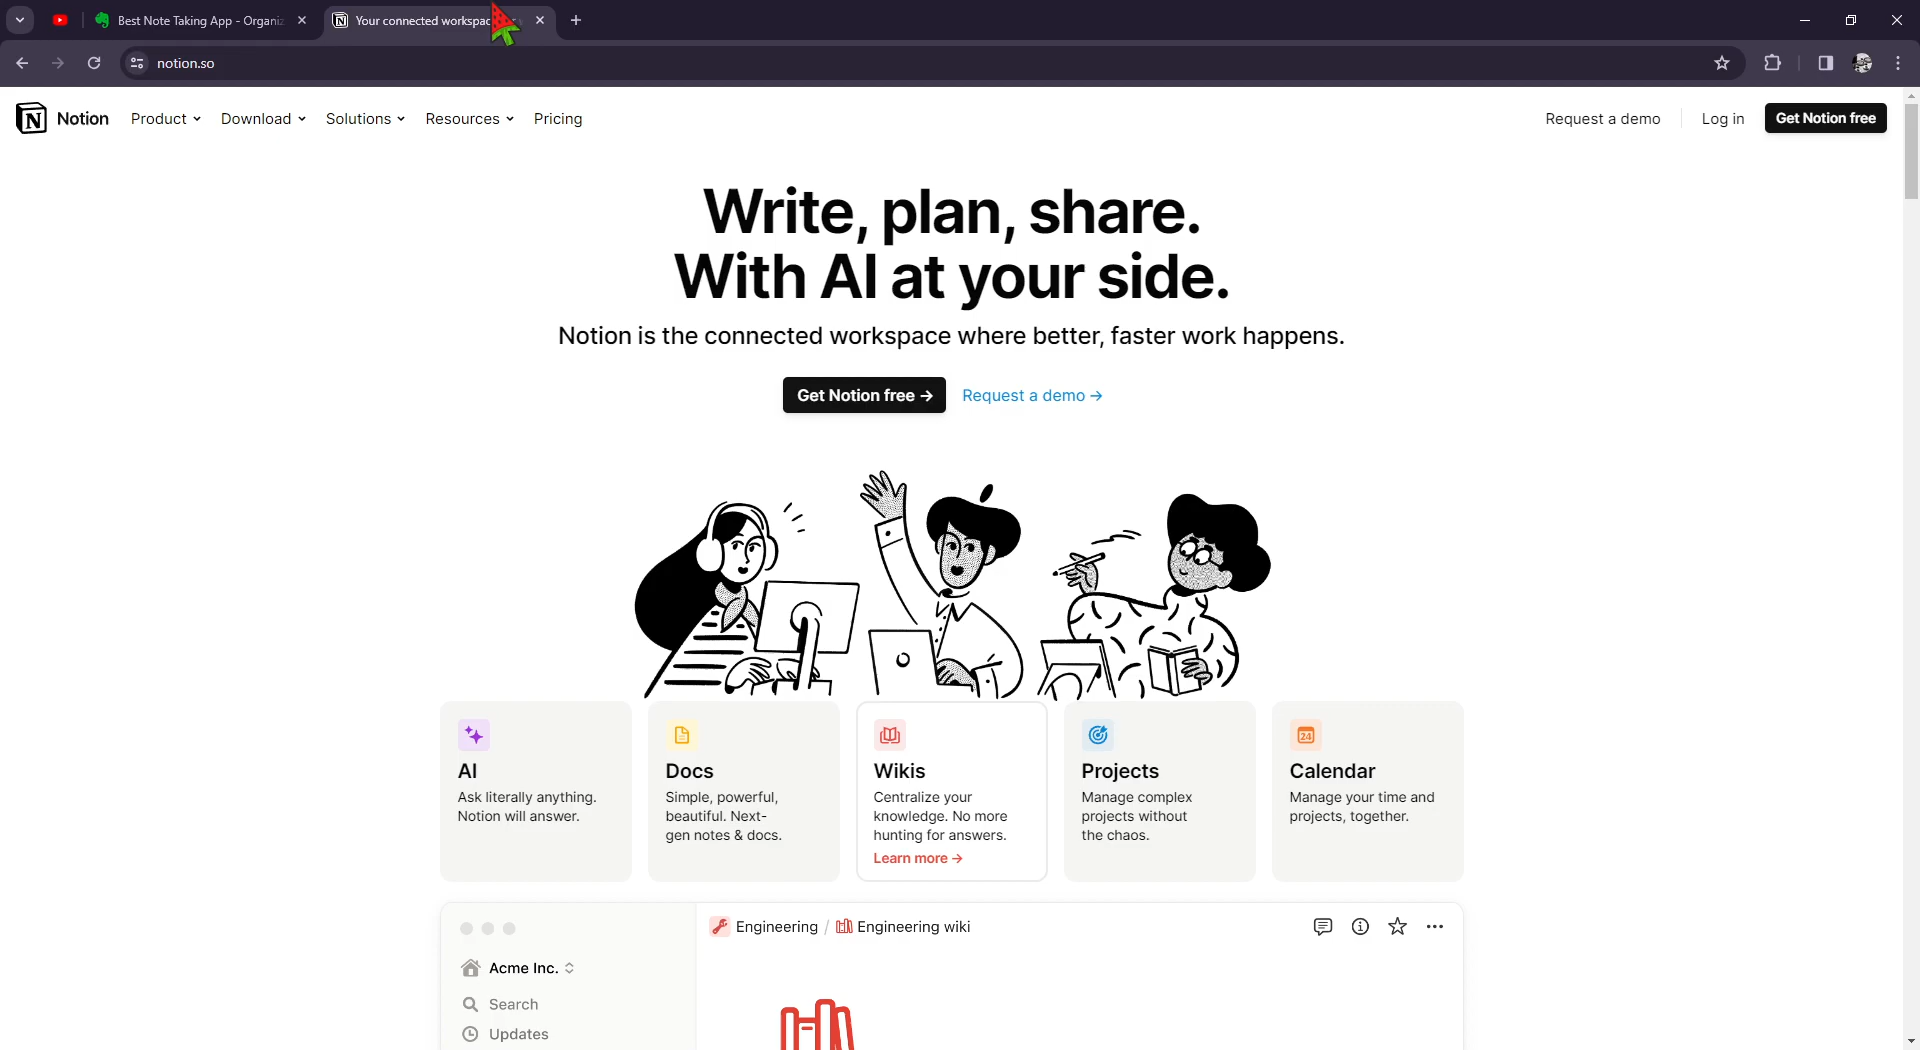 Best Note Taking App - Organiz
Your connected workspac
notion.so
Notion
Product
Download
Solutions
Resources
Pricing
Request a demo
Log in
Get Notion free
Write, plan, share.
With AI at your side.
Notion is the connected workspace where better, faster work happens.
Get Notion free →
Request a demo →
AI
Ask literally anything.
Notion will answer.
Docs
Simple, powerful,
beautiful. Next-
gen notes & docs.
Wikis
Centralize your
knowledge. No more
hunting for answers.
Learn more →
Projects
Manage complex
projects without
the chaos.
24
Calendar
Manage your time and
projects, together.
Acme Inc.
Search
Updates
Engineering / Engineering wiki